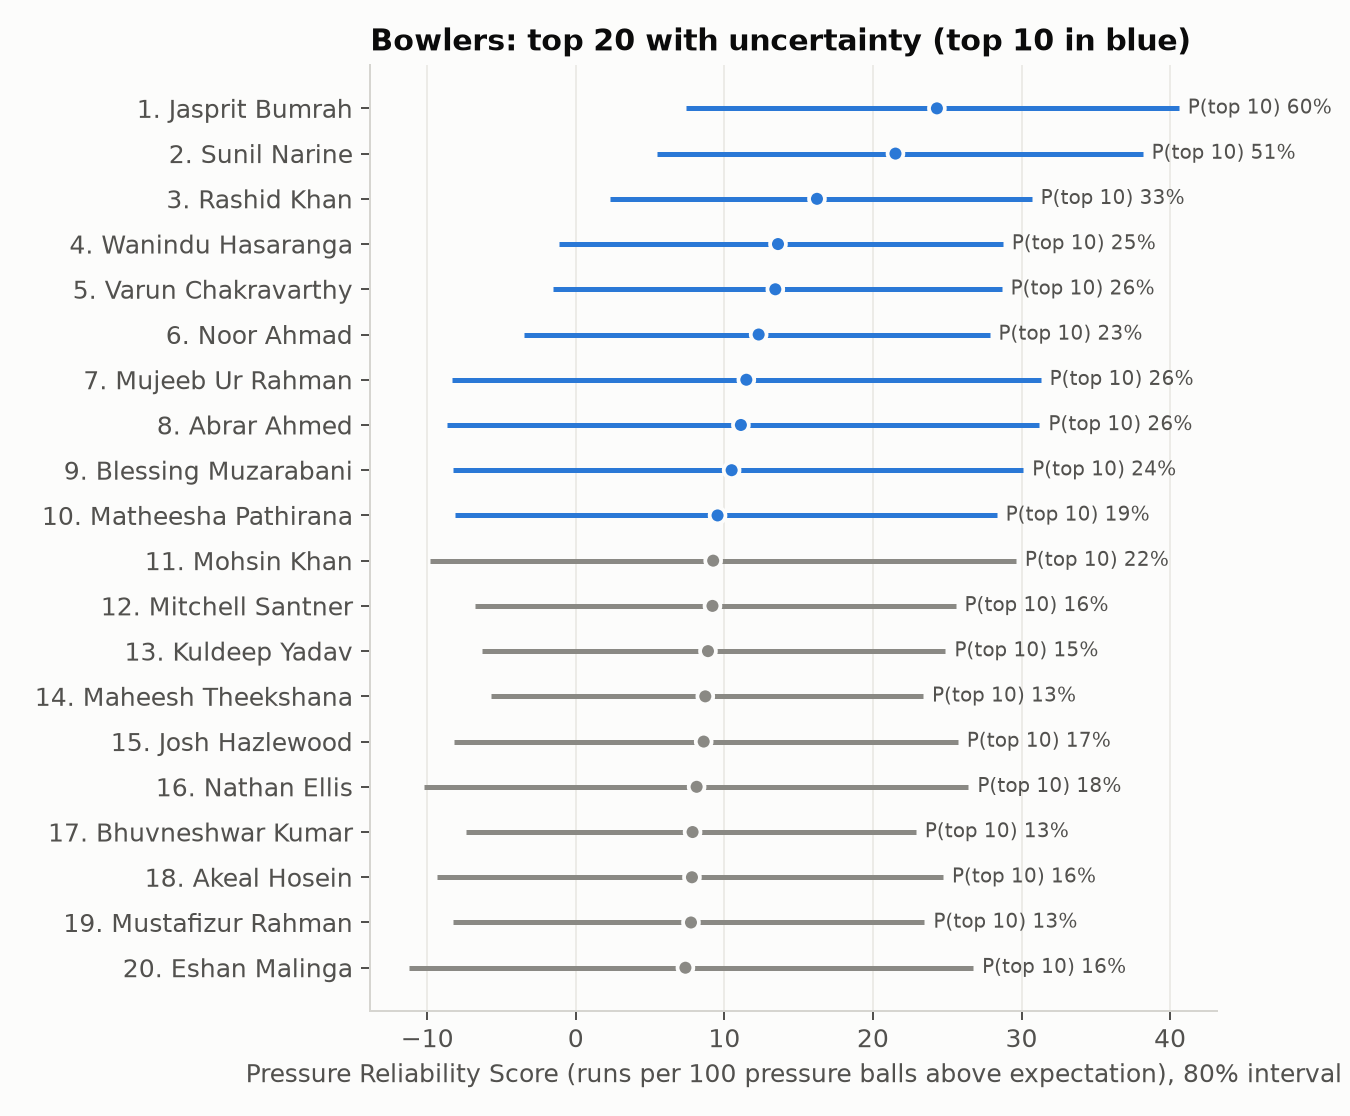 Bowlers: top 20 with uncertainty (top 10 in blue)
1. Jasprit Bumrah P(top 10) 60%
2. Sunil Narine P(top 10) 51%
3. Rashid Khan P(top 10) 33%
4. Wanindu Hasaranga P(top 10) 25%
5. Varun Chakravarthy P(top 10) 26%
6. Noor Ahmad P(top 10) 23%
7. Mujeeb Ur Rahman P(top 10) 26%
8. Abrar Ahmed P(top 10) 26%
9. Blessing Muzarabani P(top 10) 24%
10. Matheesha Pathirana P(top 10) 19%
11. Mohsin Khan P(top 10) 22%
12. Mitchell Santner P(top 10) 16%
13. Kuldeep Yadav P(top 10) 15%
14. Maheesh Theekshana P(top 10) 13%
15. Josh Hazlewood P(top 10) 17%
16. Nathan Ellis P(top 10) 18%
17. Bhuvneshwar Kumar P(top 10) 13%
18. Akeal Hosein P(top 10) 16%
19. Mustafizur Rahman P(top 10) 13%
20. Eshan Malinga P(top 10) 16%
−10 0 10 20 30 40
Pressure Reliability Score (runs per 100 pressure balls above expectation), 80% interval